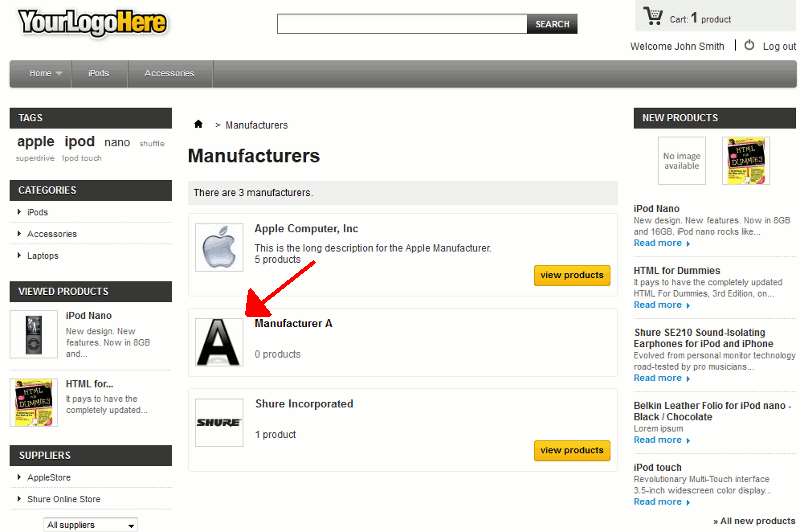 YourLogoHere
SEARCH
Cart: 1 product
Welcome John Smith
Log out
Home
iPods
Accessories
TAGS
apple ipod nano shuffle
superdrive Ipod touch
CATEGORIES
iPods
Accessories
Laptops
VIEWED PRODUCTS
iPod Nano
New design. New
features. Now in 8GB
and...
HTML for...
It pays to have the
completely updated...
HTML
FOR
DUMMIES
SUPPLIERS
AppleStore
Shure Online Store
All suppliers
> Manufacturers
Manufacturers
There are 3 manufacturers.
Apple Computer, Inc
This is the long description for the Apple Manufacturer.
5 products
view products
A
Manufacturer A
0 products
SHURE
Shure Incorporated
1 product
view products
NEW PRODUCTS
No image
available
HTML
FOR
DUMMIES
iPod Nano
New design. New features. Now in 8GB
and 16GB, iPod nano rocks like...
Read more
HTML for Dummies
It pays to have the completely updated
HTML For Dummies, 3rd Edition, on...
Read more
Shure SE210 Sound-Isolating
Earphones for iPod and iPhone
Evolved from personal monitor technology
road-tested by pro musicians...
Read more
Belkin Leather Folio for iPod nano -
Black / Chocolate
Lorem ipsum
Read more
iPod touch
Revolutionary Multi-Touch interface
3.5-inch widescreen color display...
Read more
» All new products